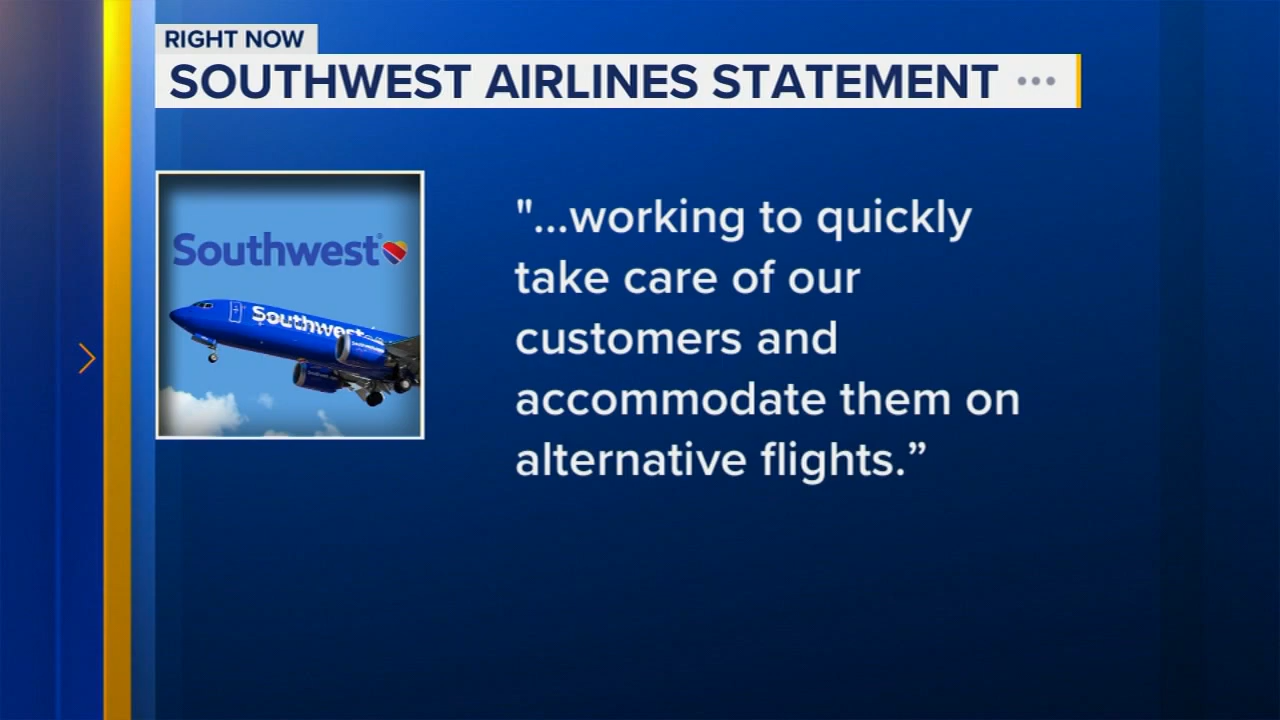 RIGHT NOW
SOUTHWEST AIRLINES STATEMENT
Southwest®
Southwest
"...working to quickly
take care of our
customers and
accommodate them on
alternative flights.”